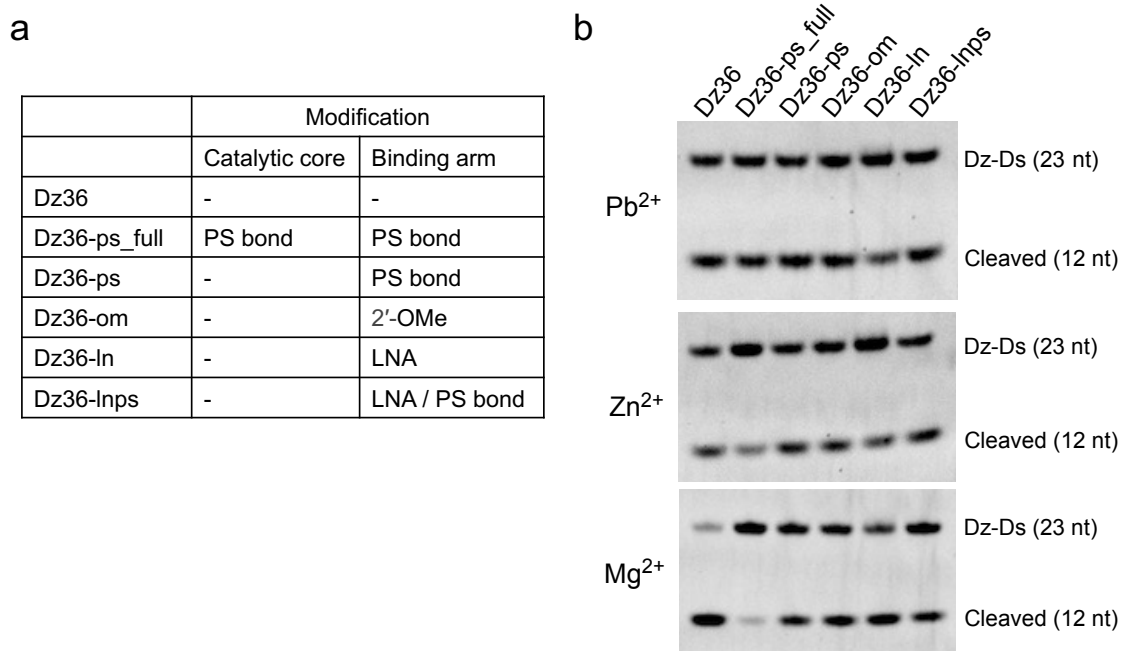 a
Modification
Catalytic core Binding arm
Dz36 - -
Dz36-ps_full PS bond PS bond
Dz36-ps - PS bond
Dz36-om - 2′-OMe
Dz36-ln - LNA
Dz36-lnps - LNA / PS bond
b
Dz36
Dz36-ps_full
Dz36-ps
Dz36-om
Dz36-ln
Dz36-lnps
Pb²⁺
Dz-Ds (23 nt)
Cleaved (12 nt)
Zn²⁺
Dz-Ds (23 nt)
Cleaved (12 nt)
Mg²⁺
Dz-Ds (23 nt)
Cleaved (12 nt)